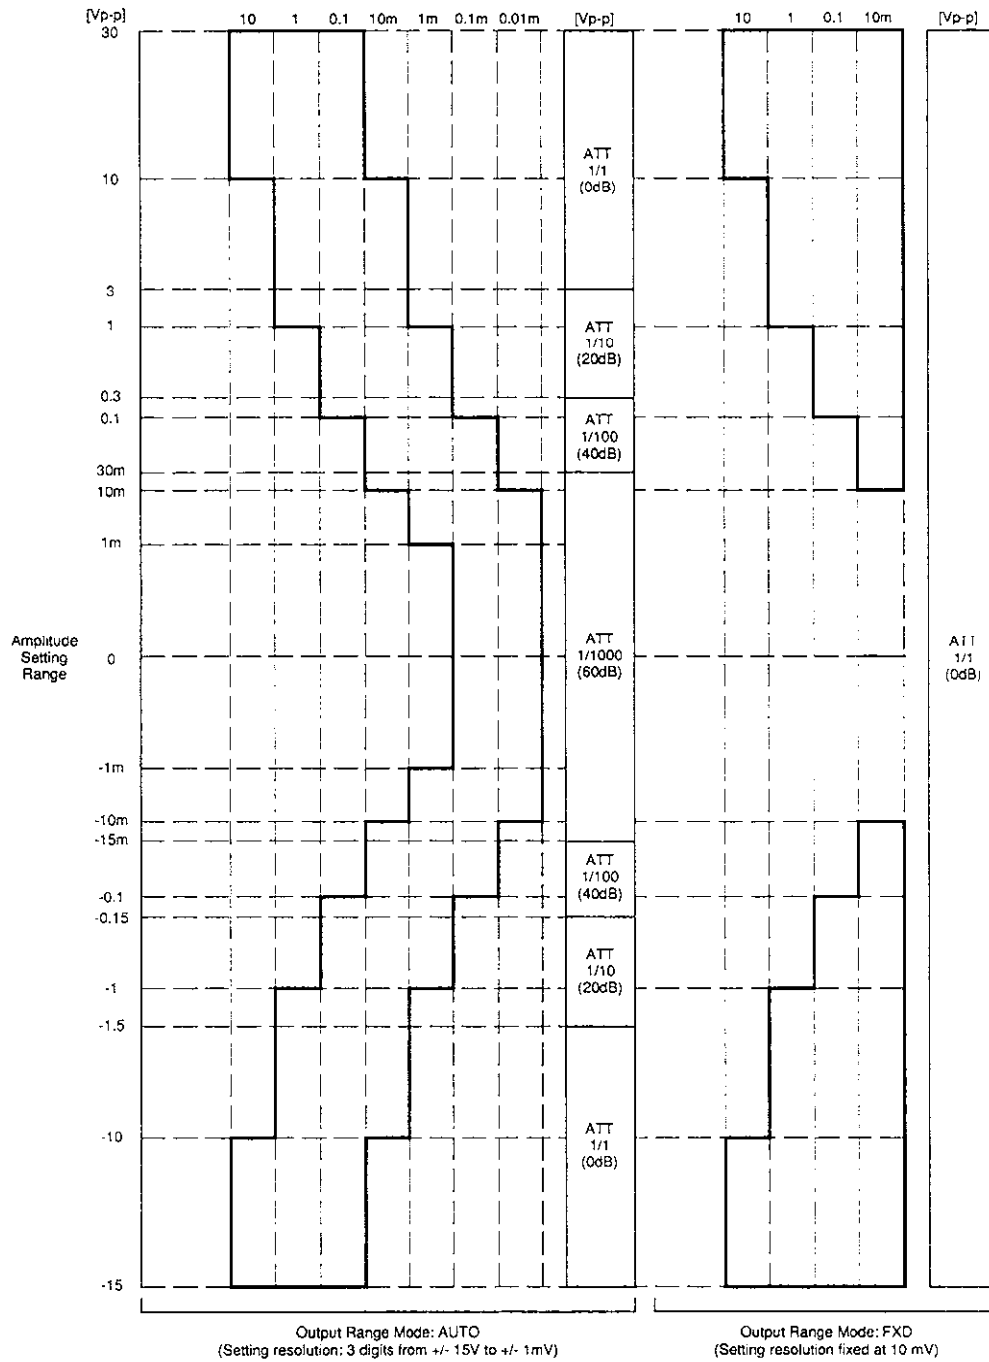 [Vp-p] 10 1 0.1 10m 1m 0.1m 0.01m [Vp-p] 10 1 0.1 10m [Vp-p]
30
ATT
1/1
(0dB)
10
3
1
ATT
1/10
(20dB)
0.3
0.1
ATT
1/100
(40dB)
30m
10m
1m
Amplitude
Setting
Range
0
ATT
1/1000
(60dB)
ATT
1/1
(0dB)
-1m
-10m
-15m
ATT
1/100
(40dB)
-0.1
-0.15
ATT
1/10
(20dB)
-1
-1.5
ATT
1/1
(0dB)
-10
-15
Output Range Mode: AUTO
(Setting resolution: 3 digits from +/- 15V to +/- 1mV)
Output Range Mode: FXD
(Setting resolution fixed at 10 mV)